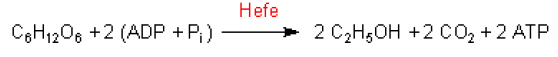 Hefe
C₆H₁₂O₆ + 2 (ADP + Pᵢ) ⟶ 2 C₂H₅OH + 2 CO₂ + 2 ATP